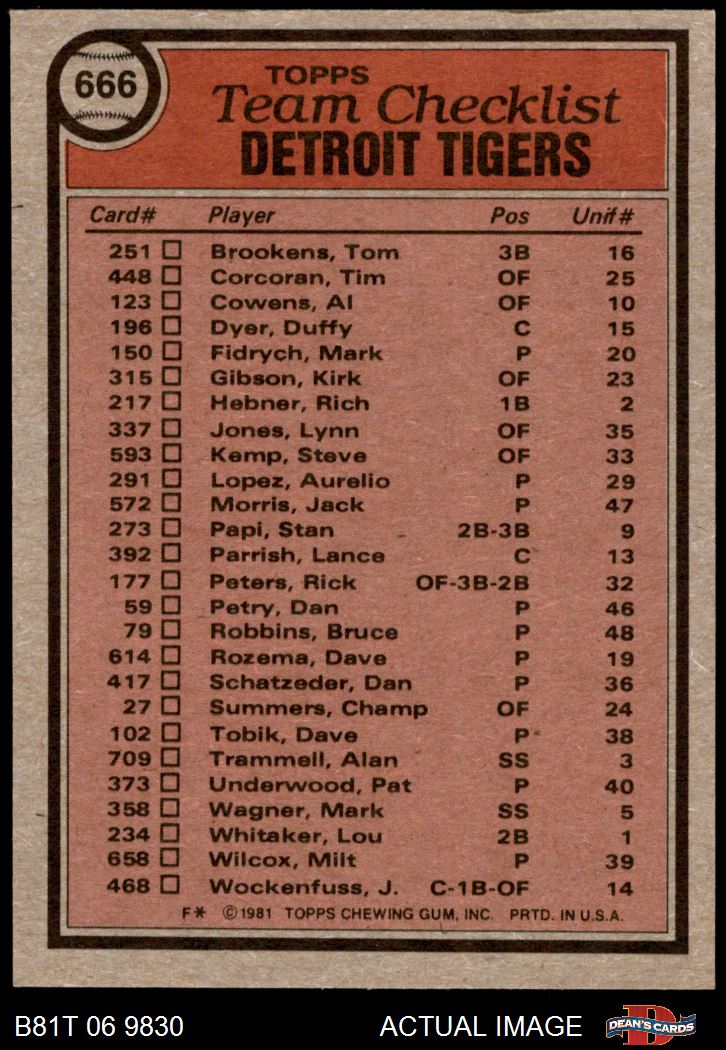 666
TOPPS
Team Checklist
DETROIT TIGERS
Card# Player Pos Unif#
251 Brookens, Tom 3B 16
448 Corcoran, Tim OF 25
123 Cowens, Al OF 10
196 Dyer, Duffy C 15
150 Fidrych, Mark P 20
315 Gibson, Kirk OF 23
217 Hebner, Rich 1B 2
337 Jones, Lynn OF 35
593 Kemp, Steve OF 33
291 Lopez, Aurelio P 29
572 Morris, Jack P 47
273 Papi, Stan 2B-3B 9
392 Parrish, Lance C 13
177 Peters, Rick OF-3B-2B 32
59 Petry, Dan P 46
79 Robbins, Bruce P 48
614 Rozema, Dave P 19
417 Schatzeder, Dan P 36
27 Summers, Champ OF 24
102 Tobik, Dave P 38
709 Trammell, Alan SS 3
373 Underwood, Pat P 40
358 Wagner, Mark SS 5
234 Whitaker, Lou 2B 1
658 Wilcox, Milt P 39
468 Wockenfuss, J. C-1B-OF 14
F* ©1981 TOPPS CHEWING GUM, INC. PRTD. IN U.S.A.
B81T 06 9830 ACTUAL IMAGE DEAN'S CARDS